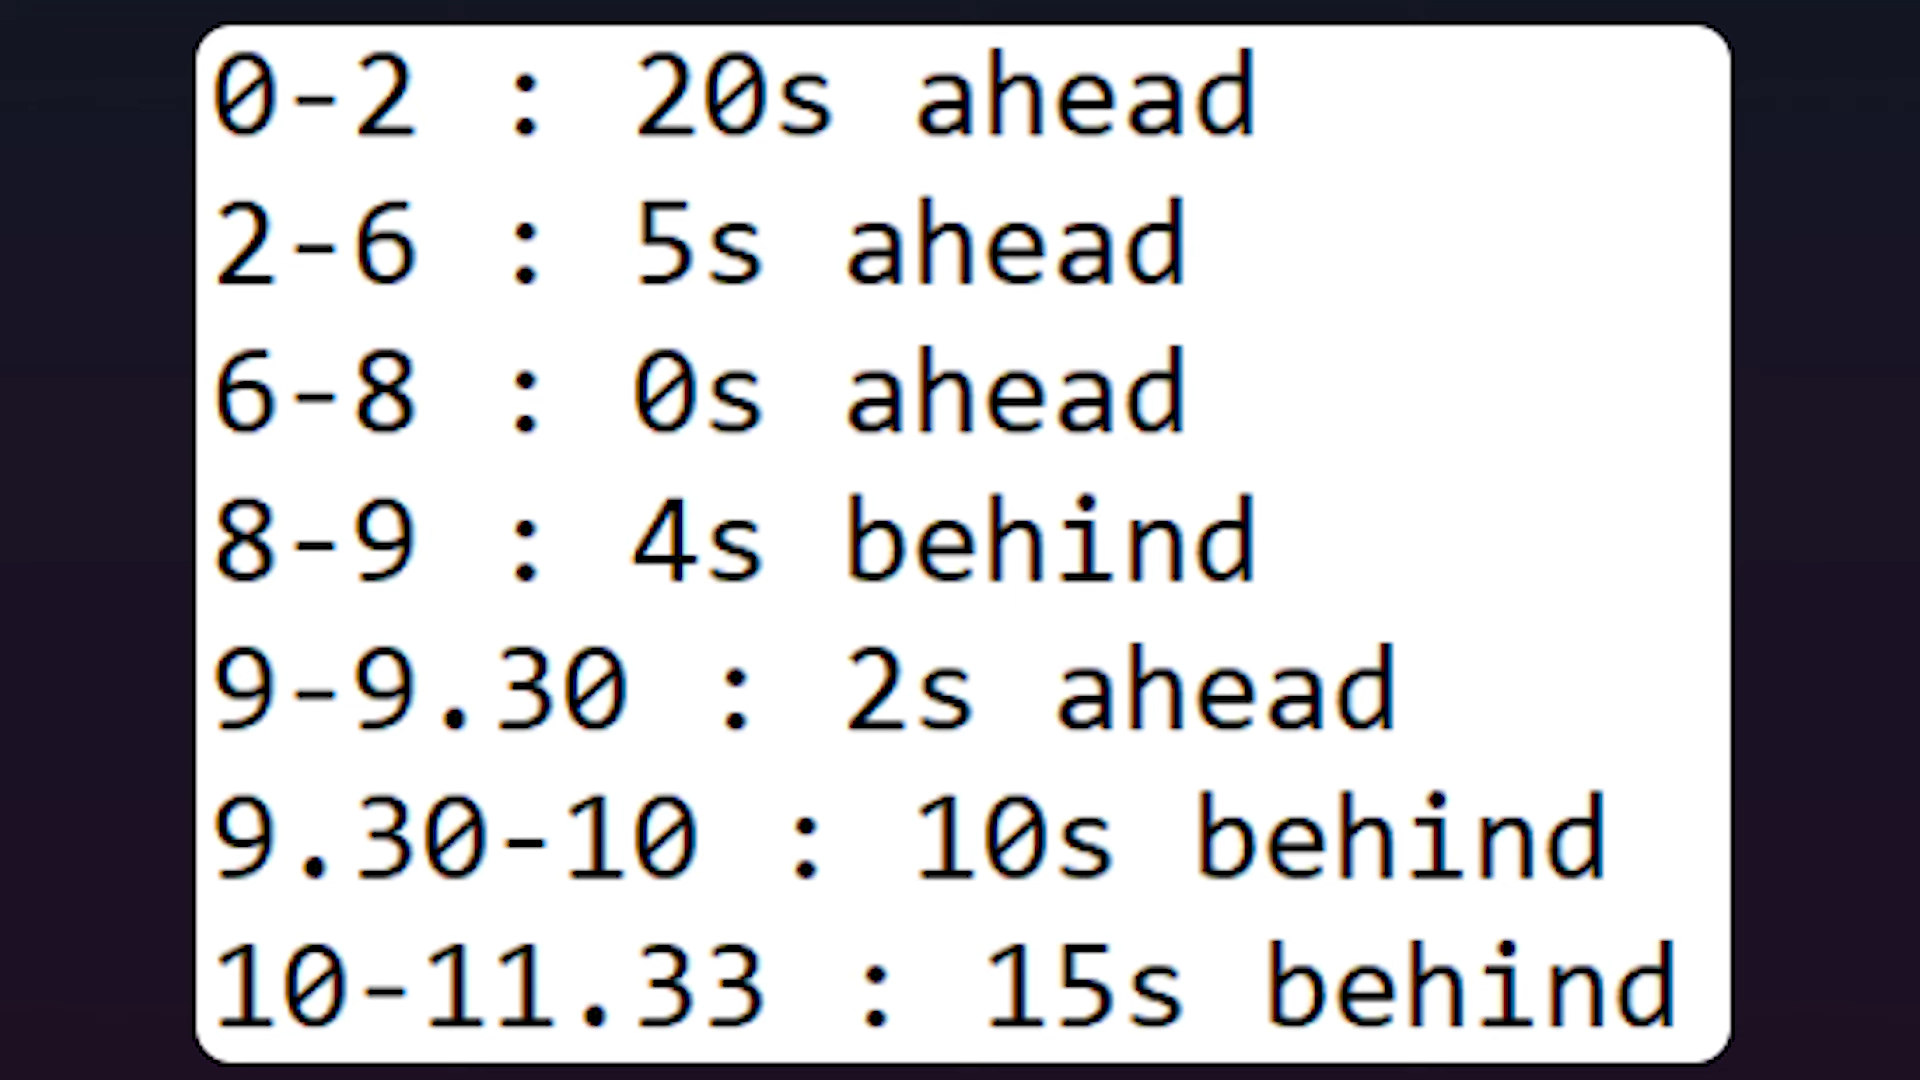 0-2 : 20s ahead
2-6 : 5s ahead
6-8 : 0s ahead
8-9 : 4s behind
9-9.30 : 2s ahead
9.30-10 : 10s behind
10-11.33 : 15s behind